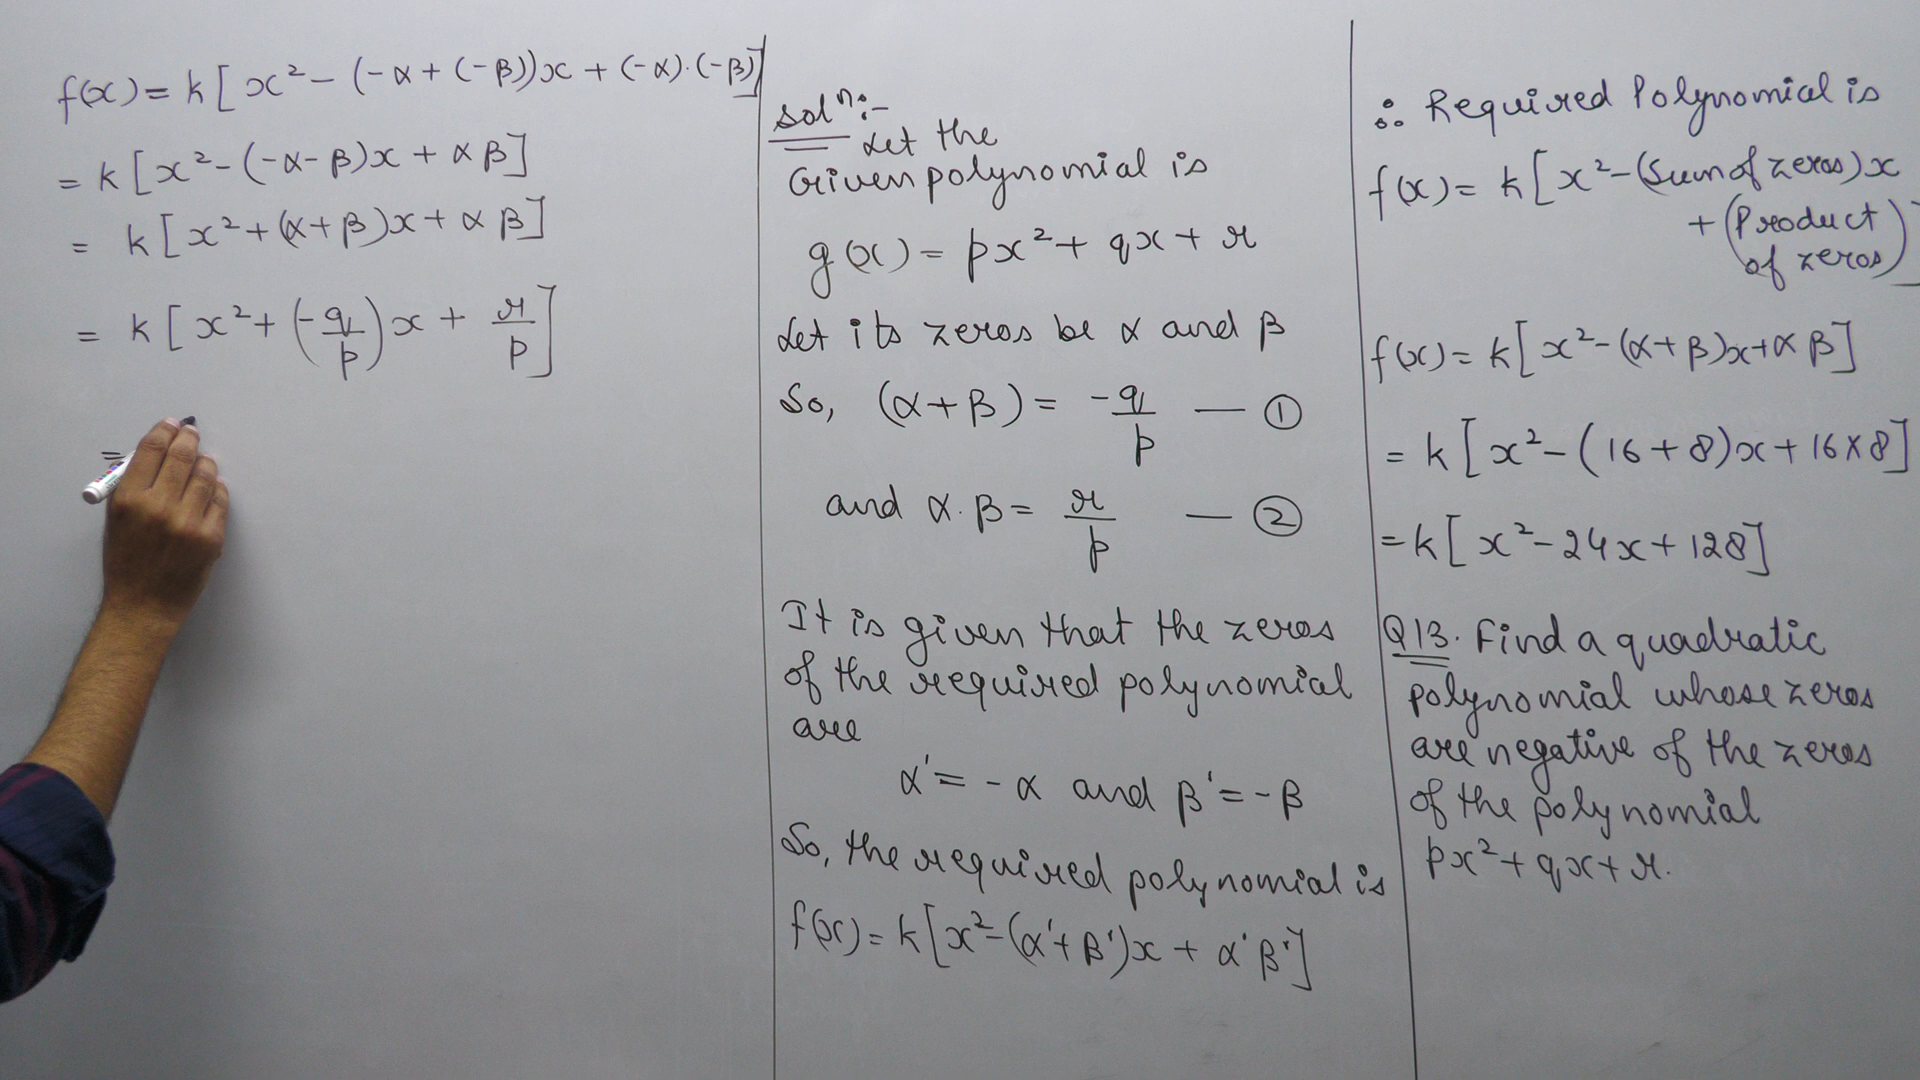 f(x) = k[x² - (-α + (-β))x + (-α)·(-β)]
= k[x² - (-α - β)x + αβ]
= k[x² + (α + β)x + αβ]
= k[x² + (-q/p)x + r/p]
=
Solⁿ:-
Let the
Given polynomial is
g(x) = px² + qx + r
Let its zeros be α and β
So, (α + β) = -q/p — ①
and α·β = r/p — ②
It is given that the zeros
of the required polynomial
are
α' = -α and β' = -β
So, the required polynomial is
f(x) = k[x² - (α' + β')x + α'β']
∴ Required Polynomial is
f(x) = k[x² - (Sum of zeros)x
+ (Product
of zeros)]
f(x) = k[x² - (α + β)x + αβ]
= k[x² - (16 + 8)x + 16×8]
= k[x² - 24x + 128]
Q13. Find a quadratic
polynomial whose zeros
are negative of the zeros
of the polynomial
px² + qx + r.